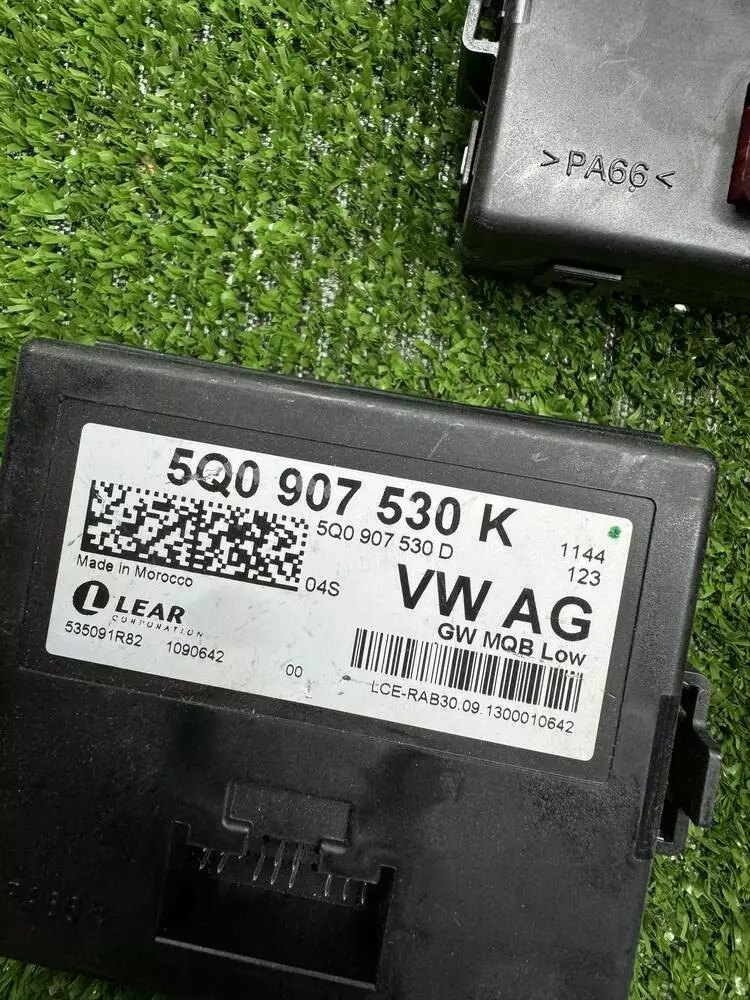 >PA66<
5Q0 907 530 K
5Q0 907 530 D
1144
123
Made in Morocco
04S
VW AG
GW MQB Low
LEAR
CORPORATION
535091R82 1090642 00
LCE-RAB30.09.1300010642